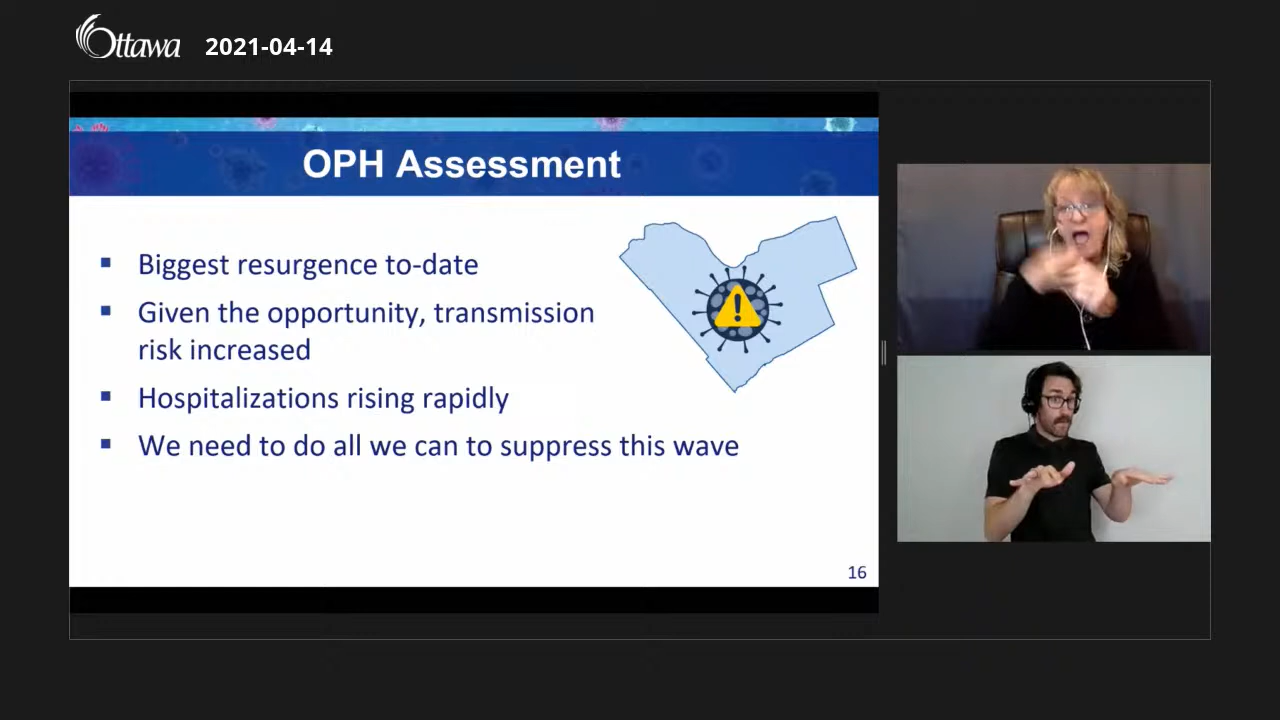 Ottawa 2021-04-14
OPH Assessment
▪ Biggest resurgence to-date
▪ Given the opportunity, transmission
risk increased
▪ Hospitalizations rising rapidly
▪ We need to do all we can to suppress this wave
16